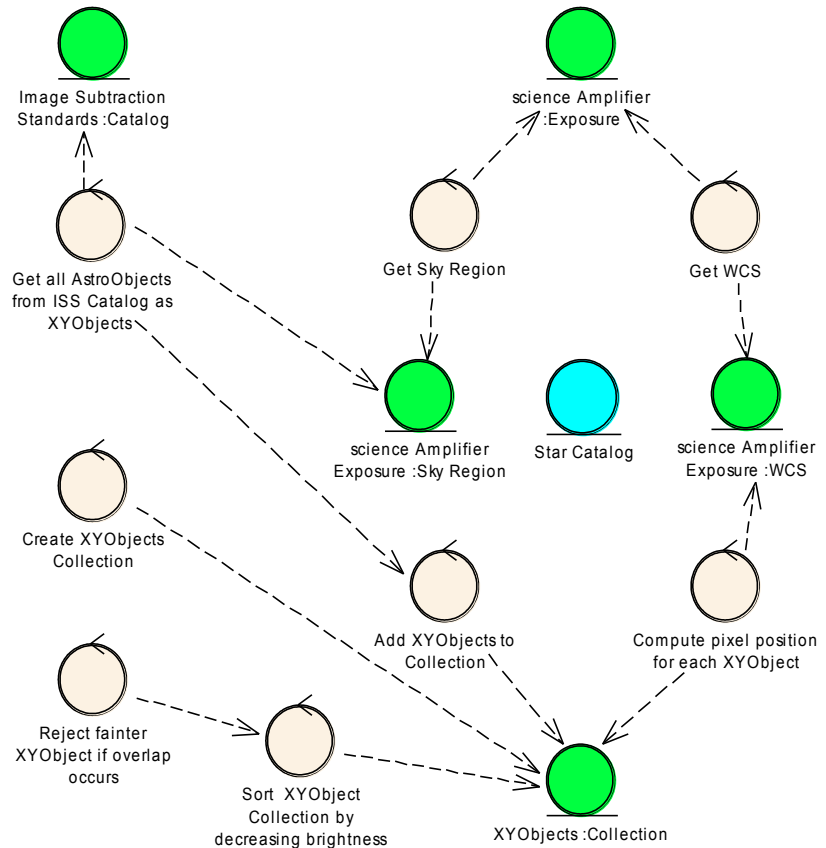 Image Subtraction
Standards :Catalog
science Amplifier
:Exposure
Get all AstroObjects
from ISS Catalog as
XYObjects
Get Sky Region
Get WCS
science Amplifier
Exposure :Sky Region
Star Catalog
science Amplifier
Exposure :WCS
Create XYObjects
Collection
Add XYObjects to
Collection
Compute pixel position
for each XYObject
Reject fainter
XYObject if overlap
occurs
Sort XYObject
Collection by
decreasing brightness
XYObjects :Collection